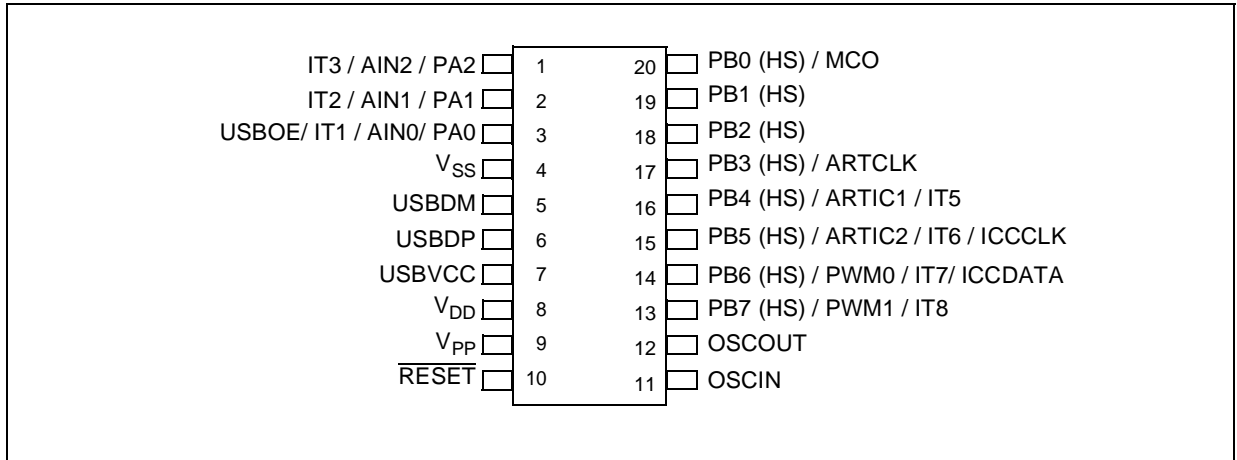 IT3 / AIN2 / PA2 1 20 PB0 (HS) / MCO
IT2 / AIN1 / PA1 2 19 PB1 (HS)
USBOE/ IT1 / AIN0/ PA0 3 18 PB2 (HS)
VSS 4 17 PB3 (HS) / ARTCLK
USBDM 5 16 PB4 (HS) / ARTIC1 / IT5
USBDP 6 15 PB5 (HS) / ARTIC2 / IT6 / ICCCLK
USBVCC 7 14 PB6 (HS) / PWM0 / IT7/ ICCDATA
VDD 8 13 PB7 (HS) / PWM1 / IT8
VPP 9 12 OSCOUT
RESET 10 11 OSCIN